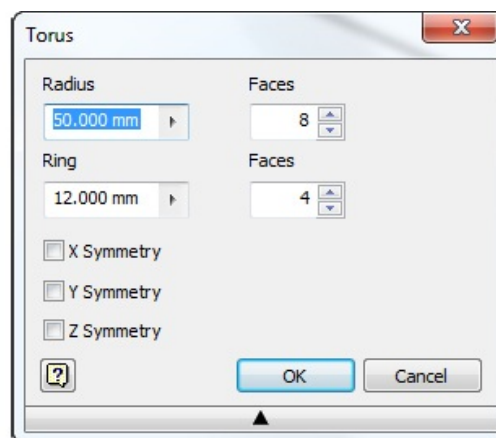 Torus
Radius Faces
50.000 mm 8
Ring Faces
12.000 mm 4
X Symmetry
Y Symmetry
Z Symmetry
? OK Cancel